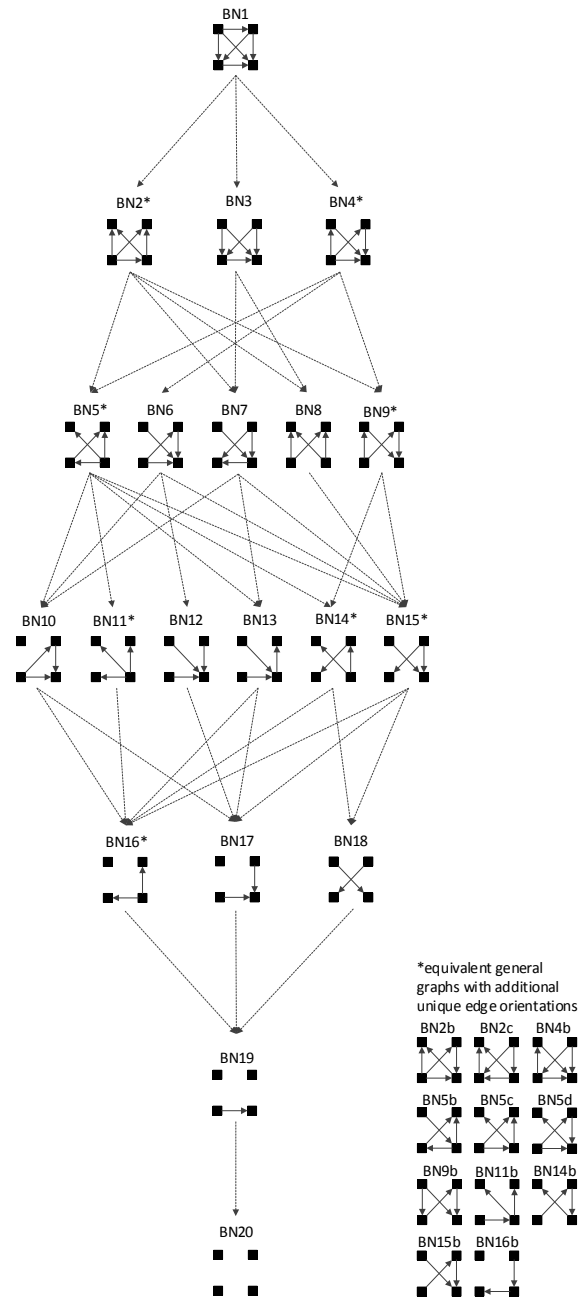 BN1
BN2* BN3 BN4*
BN5* BN6 BN7 BN8 BN9*
BN10 BN11* BN12 BN13 BN14* BN15*
BN16* BN17 BN18
*equivalent general
graphs with additional
unique edge orientations
BN2b BN2c BN4b
BN19
BN5b BN5c BN5d
BN9b BN11b BN14b
BN20
BN15b BN16b